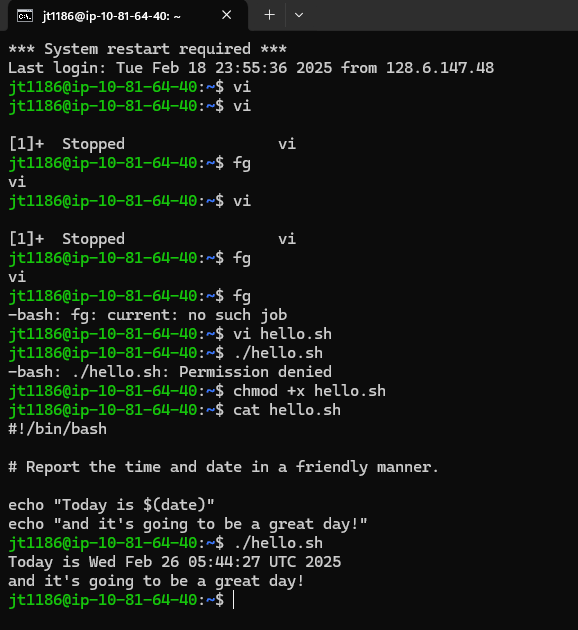 jt1186@ip-10-81-64-40: ~
*** System restart required ***
Last login: Tue Feb 18 23:55:36 2025 from 128.6.147.48
jt1186@ip-10-81-64-40:~$ vi
jt1186@ip-10-81-64-40:~$ vi
[1]+  Stopped                 vi
jt1186@ip-10-81-64-40:~$ fg
vi
jt1186@ip-10-81-64-40:~$ vi
[1]+  Stopped                 vi
jt1186@ip-10-81-64-40:~$ fg
vi
jt1186@ip-10-81-64-40:~$ fg
-bash: fg: current: no such job
jt1186@ip-10-81-64-40:~$ vi hello.sh
jt1186@ip-10-81-64-40:~$ ./hello.sh
-bash: ./hello.sh: Permission denied
jt1186@ip-10-81-64-40:~$ chmod +x hello.sh
jt1186@ip-10-81-64-40:~$ cat hello.sh
#!/bin/bash
# Report the time and date in a friendly manner.
echo "Today is $(date)"
echo "and it's going to be a great day!"
jt1186@ip-10-81-64-40:~$ ./hello.sh
Today is Wed Feb 26 05:44:27 UTC 2025
and it's going to be a great day!
jt1186@ip-10-81-64-40:~$